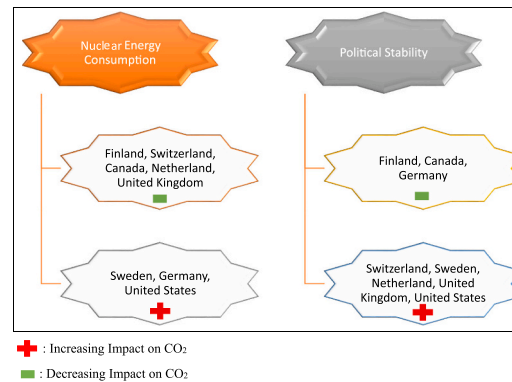 Nuclear Energy
Consumption
Political Stability
Finland, Switzerland,
Canada, Netherland,
United Kingdom
Finland, Canada,
Germany
Sweden, Germany,
United States
Switzerland, Sweden,
Netherland, United
Kingdom, United States
: Increasing Impact on CO2
: Decreasing Impact on CO2